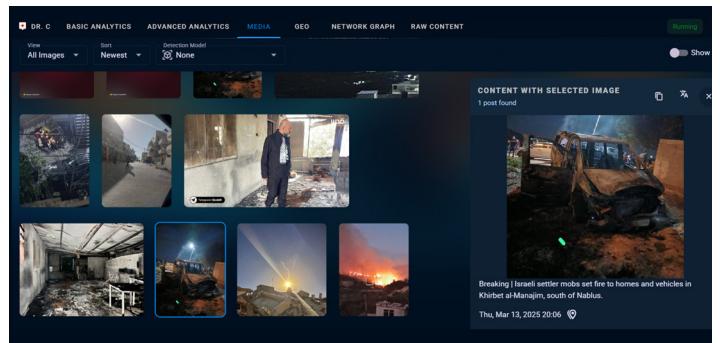 DR. C
BASIC ANALYTICS
ADVANCED ANALYTICS
MEDIA
GEO
NETWORK GRAPH
RAW CONTENT
Running
View
All Images
Sort
Newest
Detection Model
None
Show
CONTENT WITH SELECTED IMAGE
1 post found
Breaking | Israeli settler mobs set fire to homes and vehicles in
Khirbet al-Manajim, south of Nablus.
Thu, Mar 13, 2025 20:06